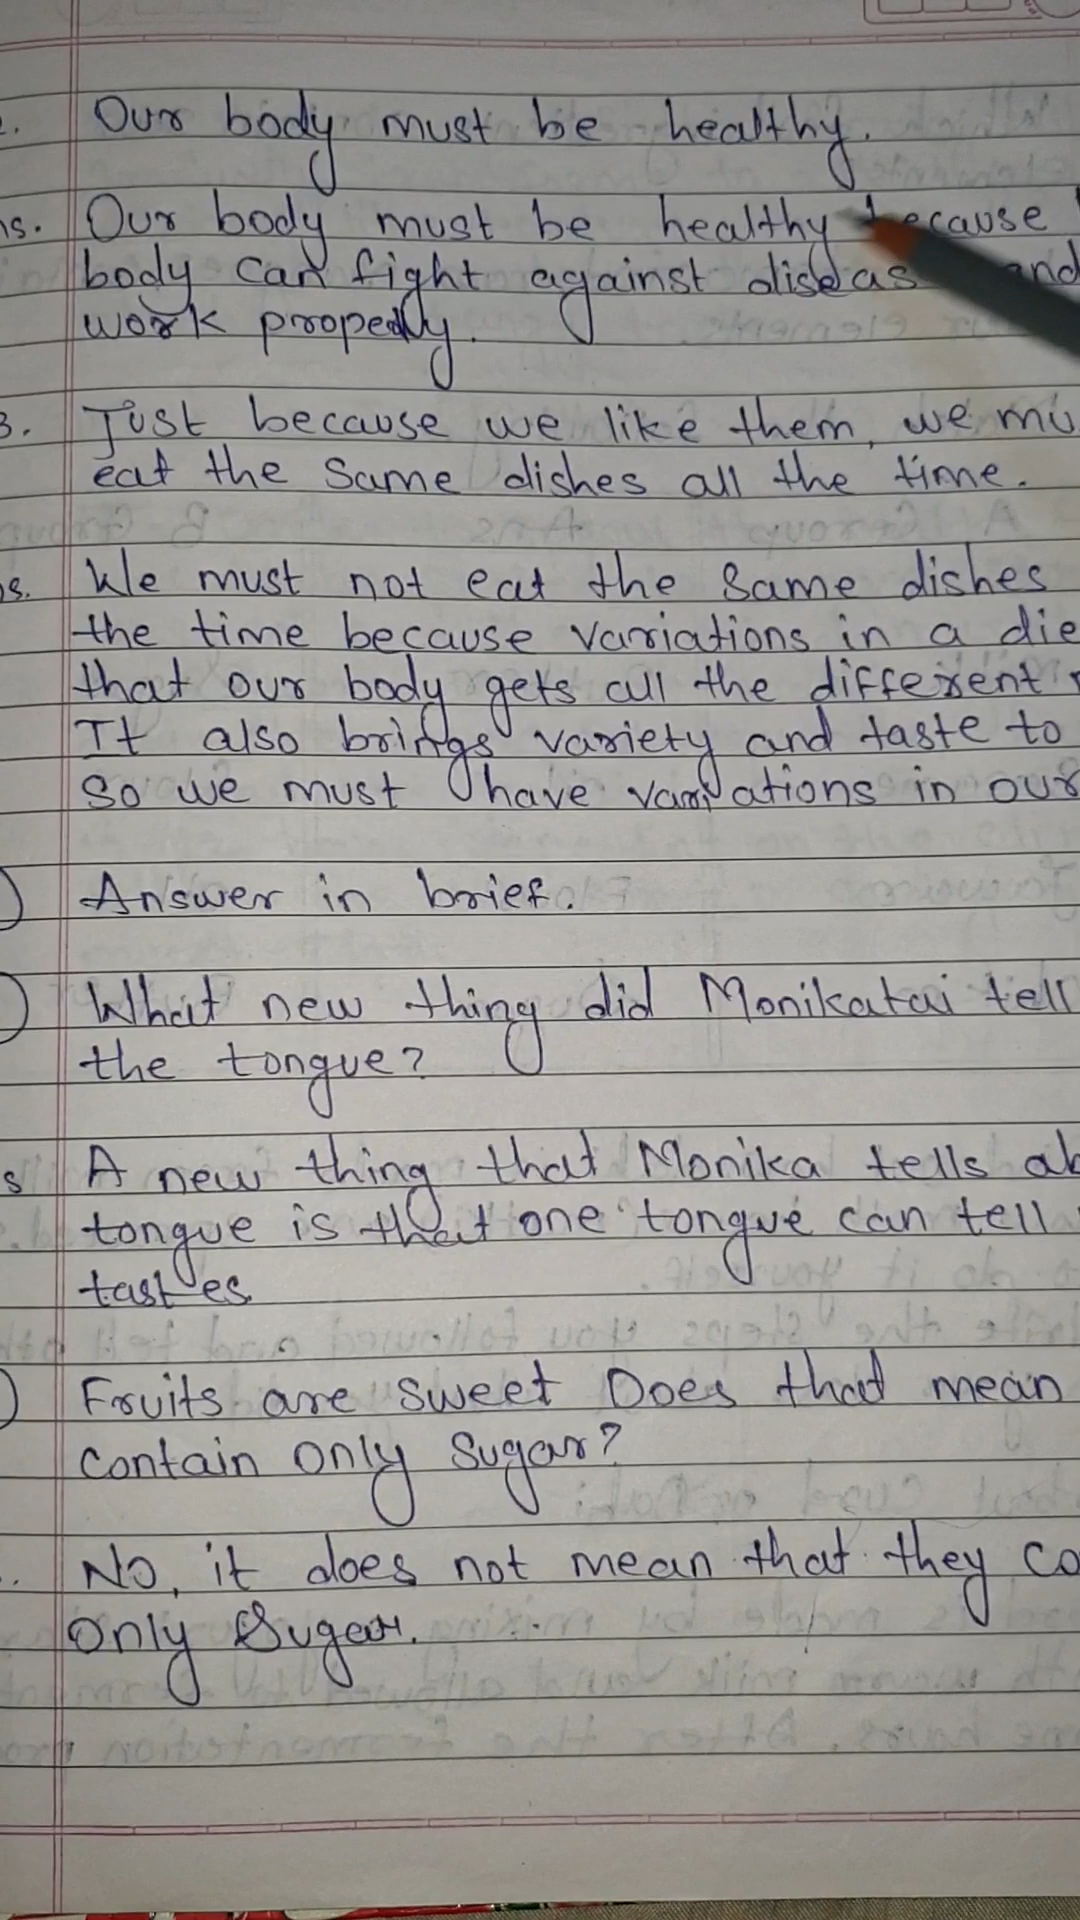 2. Our body must be healthy.
ns. Our body must be healthy because
body can fight against diseas and
work propedly.
3. Just because we like them, we mu
eat the same dishes all the time.
s. We must not eat the same dishes
the time because variations in a die
that our body gets all the different
It also brings variety and taste to
So we must have variations in our
Answer in brief.
What new thing did Monikatai tell
the tongue?
s A new thing that Monika tells ab
tongue is that one tongue can tell
tastes.
Fruits are sweet Does that mean
contain only sugar?
No, it does not mean that they co
only sugar.